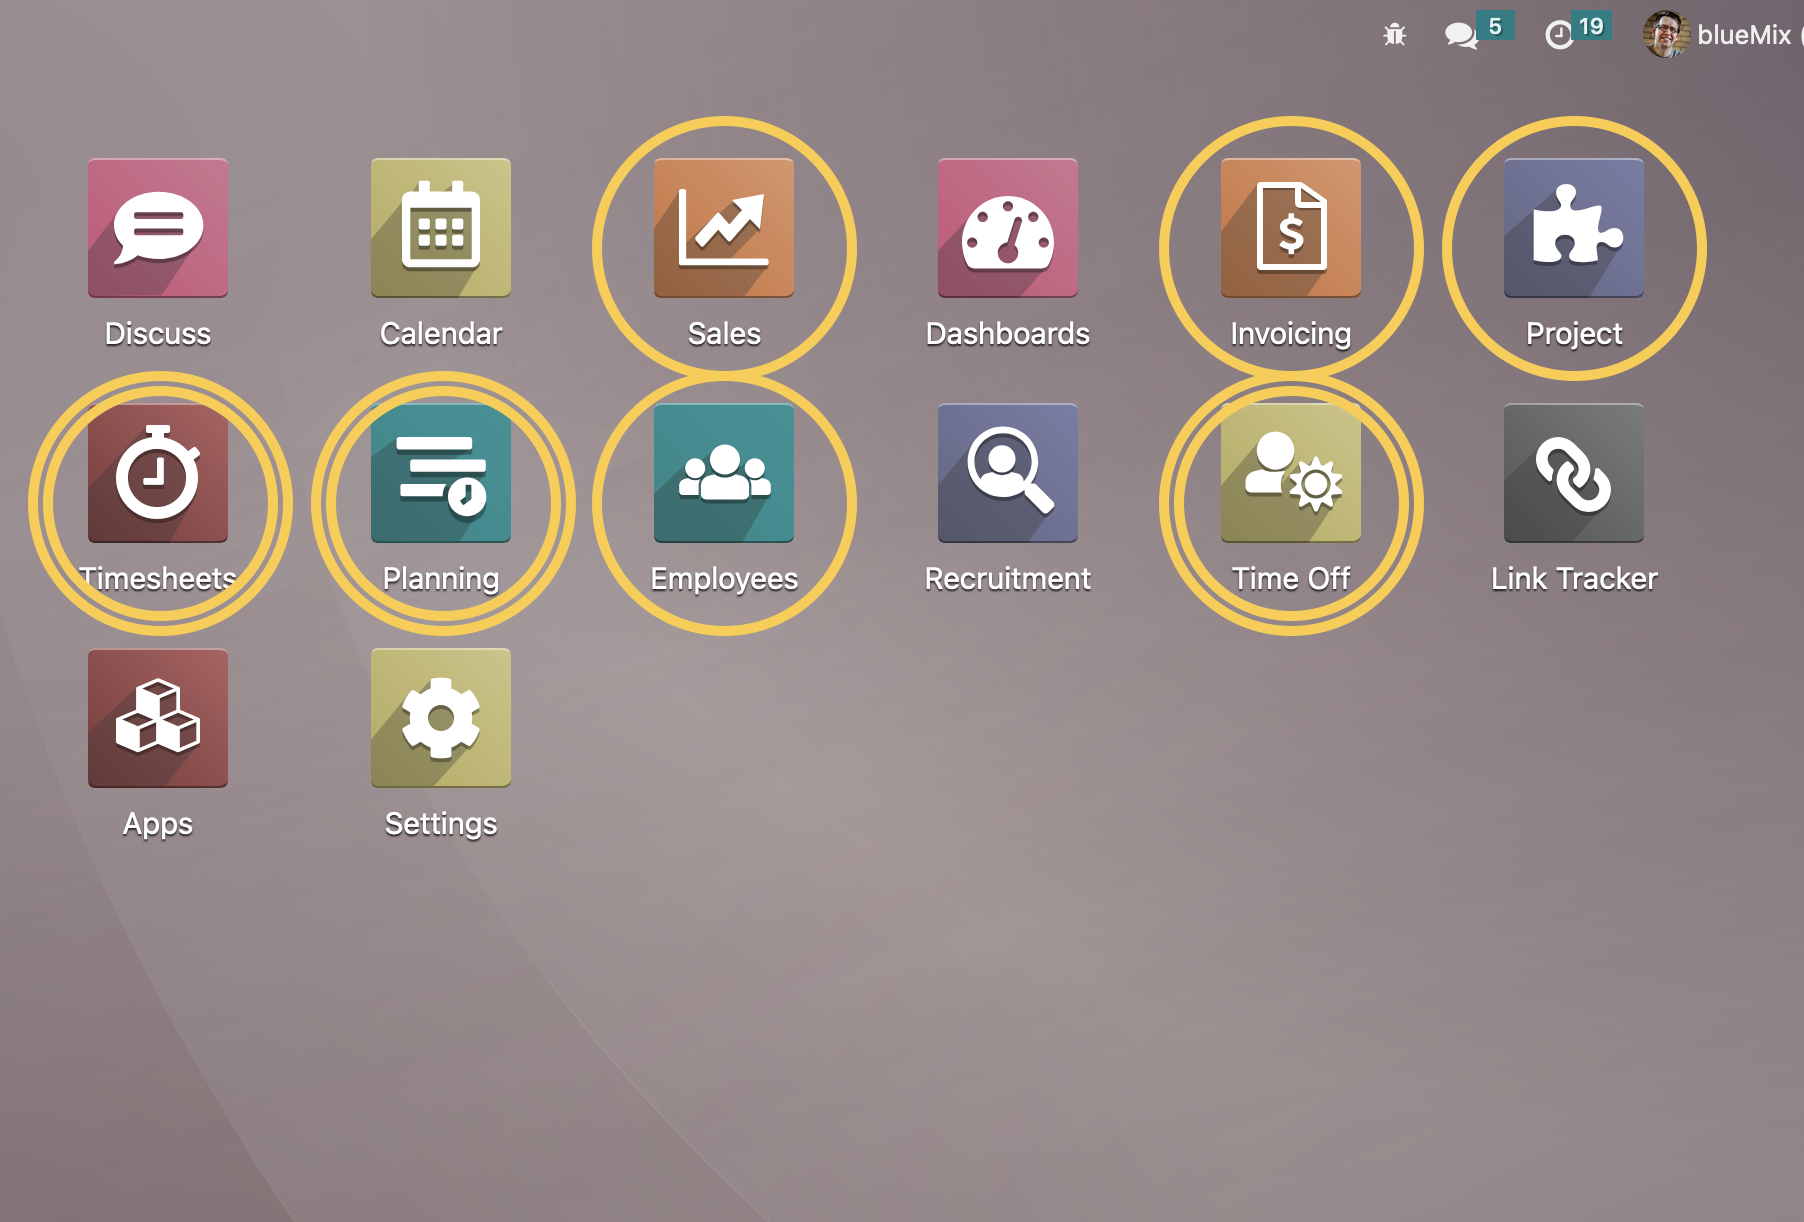 5
19
blueMix (
Discuss
Calendar
Sales
Dashboards
Invoicing
Project
Timesheets
Planning
Employees
Recruitment
Time Off
Link Tracker
Apps
Settings